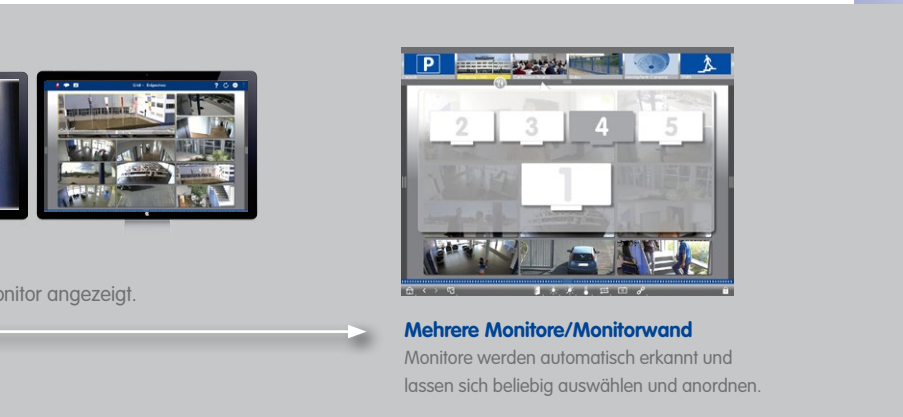 P
2 3 4 5
1
onitor angezeigt.
Mehrere Monitore/Monitorwand
Monitore werden automatisch erkannt und
lassen sich beliebig auswählen und anordnen.